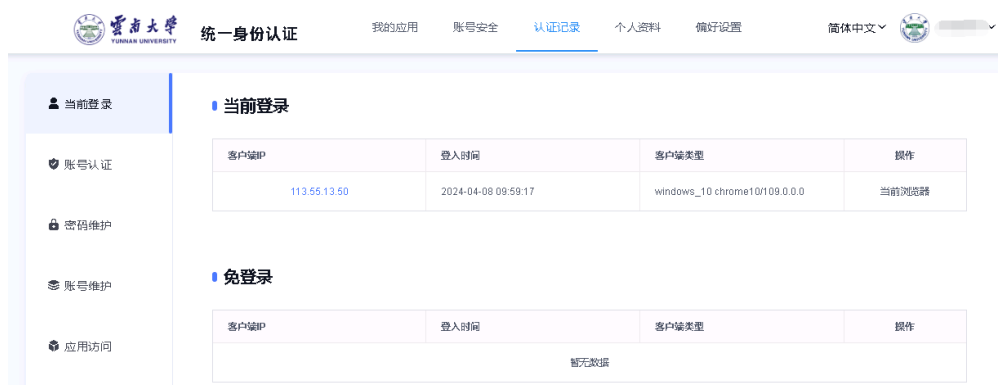 雲南大學
YUNNAN UNIVERSITY
统一身份认证 我的应用 账号安全 认证记录 个人资料 偏好设置 简体中文
当前登录
账号认证
密码维护
账号维护
应用访问
当前登录
客户端IP 登入时间 客户端类型 操作
113.55.13.50 2024-04-08 09:59:17 windows_10 chrome10/109.0.0.0 当前浏览器
免登录
客户端IP 登入时间 客户端类型 操作
暂无数据